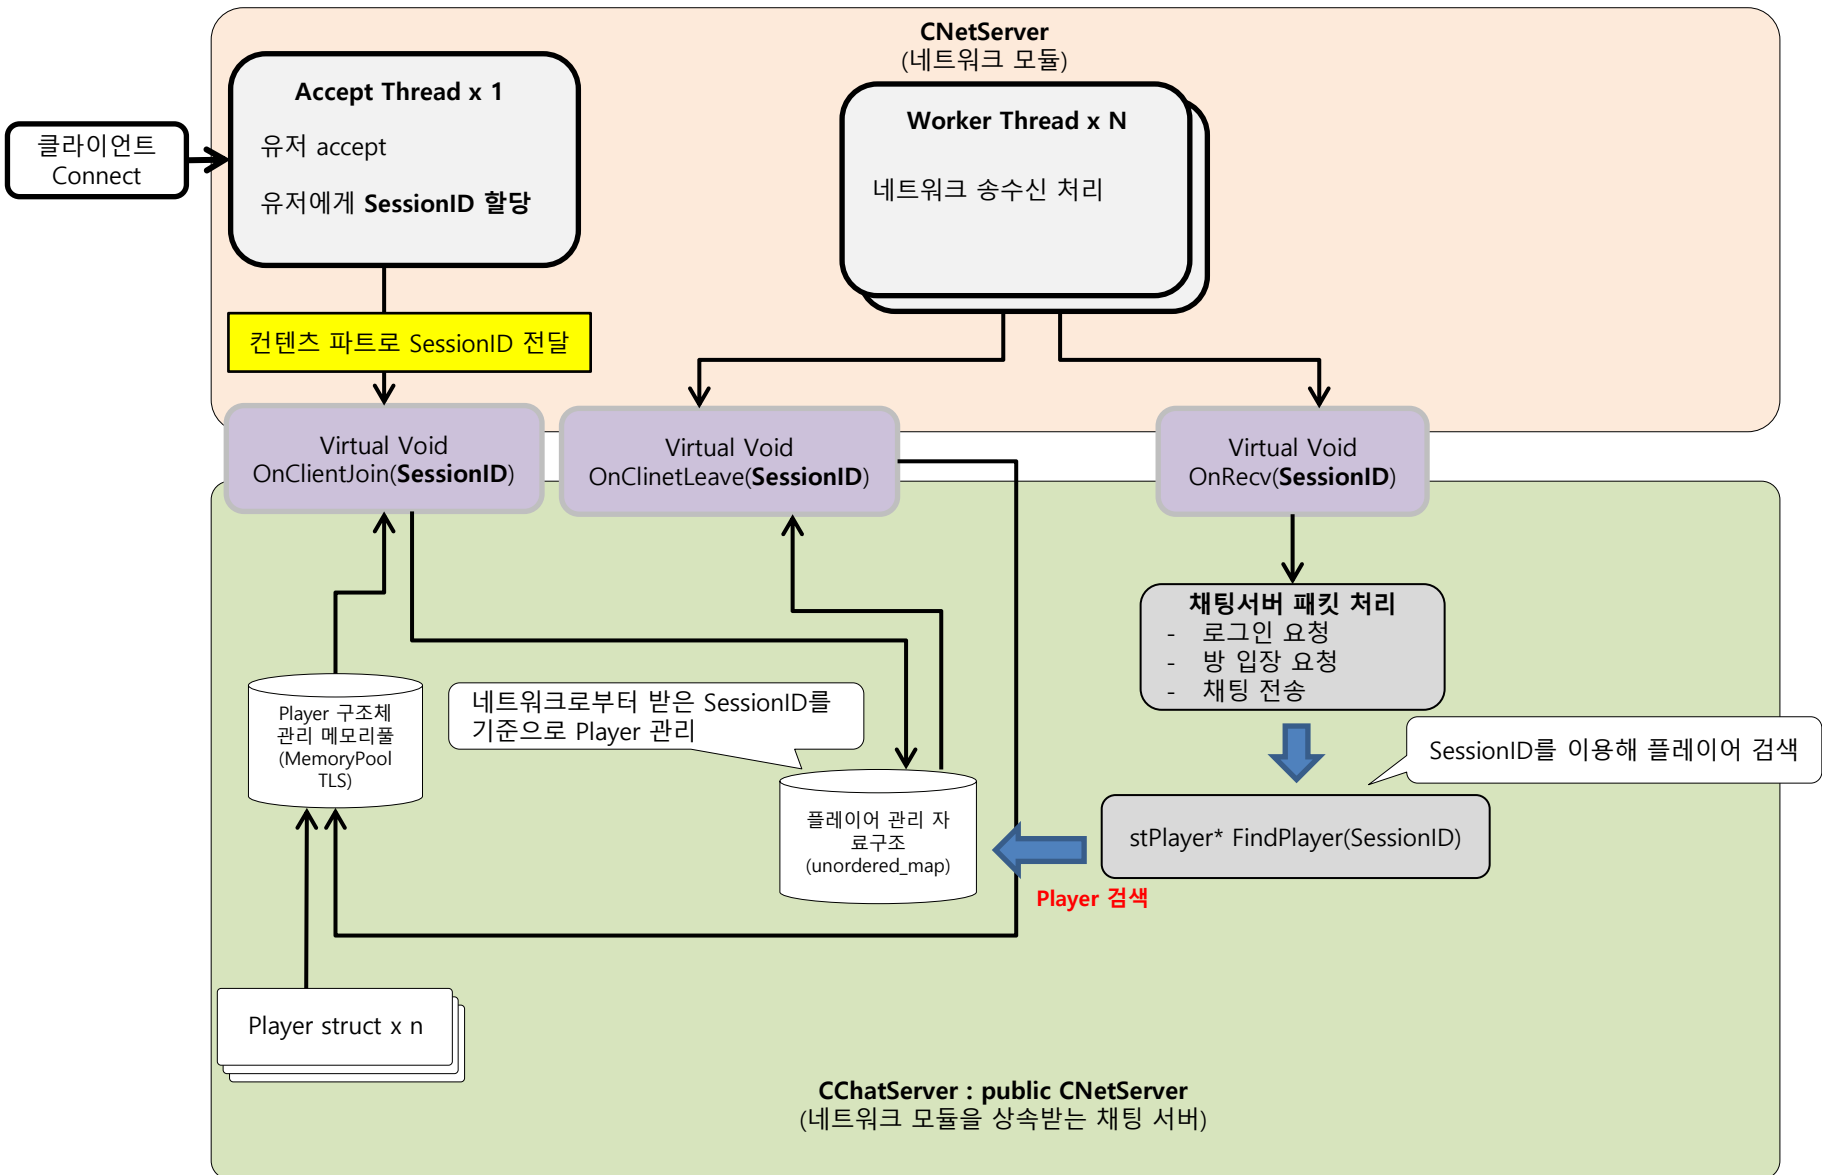 CNetServer
(네트워크 모듈)
Accept Thread x 1
유저 accept
유저에게 SessionID 할당
Worker Thread x N
네트워크 송수신 처리
클라이언트
Connect
컨텐츠 파트로 SessionID 전달
Virtual Void
OnClientJoin(SessionID)
Virtual Void
OnClinetLeave(SessionID)
Virtual Void
OnRecv(SessionID)
채팅서버 패킷 처리
- 로그인 요청
- 방 입장 요청
- 채팅 전송
Player 구조체
관리 메모리풀
(MemoryPool
TLS)
네트워크로부터 받은 SessionID를
기준으로 Player 관리
SessionID를 이용해 플레이어 검색
플레이어 관리 자
료구조
(unordered_map)
stPlayer* FindPlayer(SessionID)
Player 검색
Player struct x n
CChatServer : public CNetServer
(네트워크 모듈을 상속받는 채팅 서버)